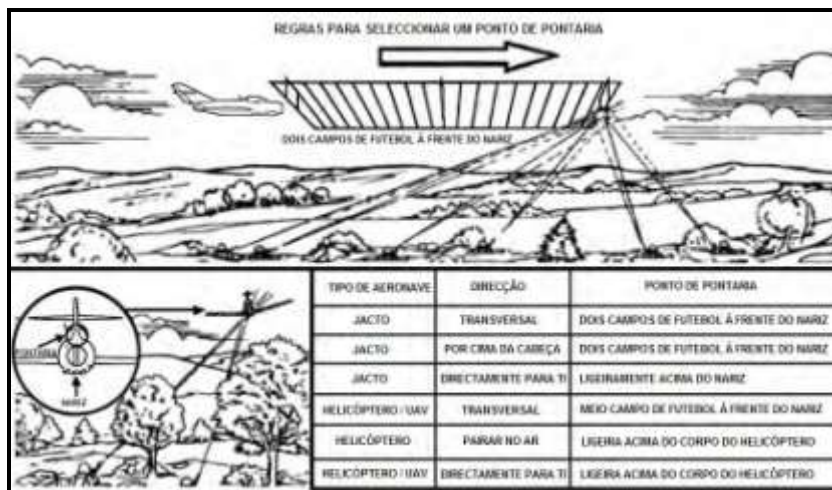 REGRAS PARA SELECCIONAR UM PONTO DE PONTARIA
DOIS CAMPOS DE FUTEBOL À FRENTE DO NARIZ
PONTARIA
NARIZ
TIPO DE AERONAVE DIRECÇÃO PONTO DE PONTARIA
JACTO TRANSVERSAL DOIS CAMPOS DE FUTEBOL À FRENTE DO NARIZ
JACTO POR CIMA DA CABEÇA DOIS CAMPOS DE FUTEBOL À FRENTE DO NARIZ
JACTO DIRECTAMENTE PARA TI LIGEIRAMENTE ACIMA DO NARIZ
HELICÓPTERO / UAV TRANSVERSAL MEIO CAMPO DE FUTEBOL À FRENTE DO NARIZ
HELICÓPTERO PAIRAR NO AR LIGEIRA ACIMA DO CORPO DO HELICÓPTERO
HELICÓPTERO / UAV DIRECTAMENTE PARA TI LIGEIRA ACIMA DO CORPO DO HELICÓPTERO